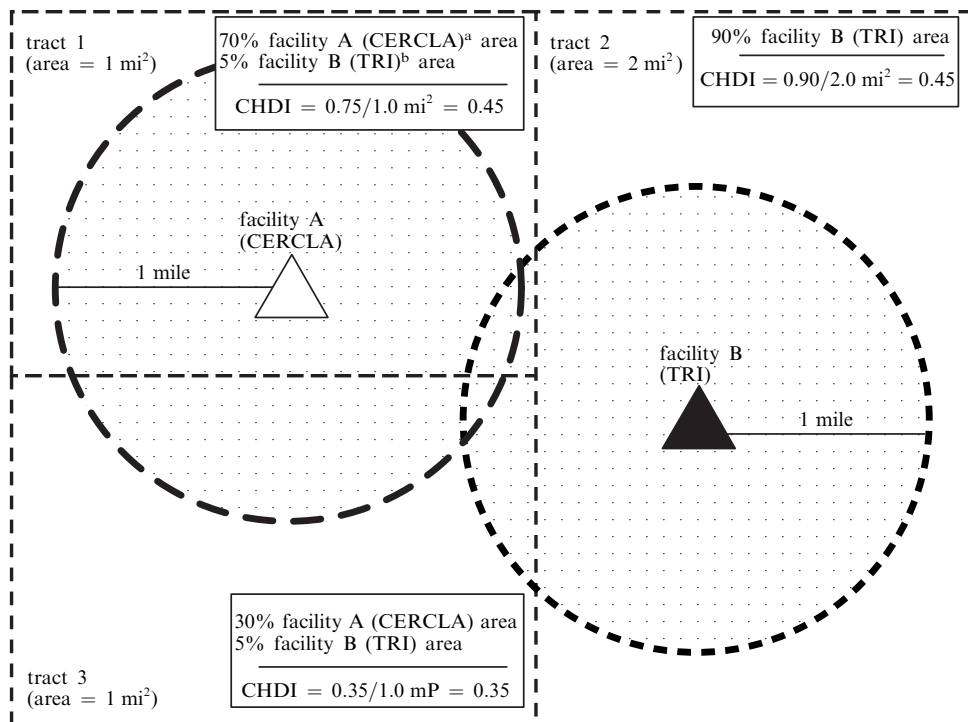 tract 1
(area = 1 mi²)
70% facility A (CERCLA)ᵃ area
5% facility B (TRI)ᵇ area
CHDI = 0.75/1.0 mi² = 0.45
tract 2
(area = 2 mi²)
90% facility B (TRI) area
CHDI = 0.90/2.0 mi² = 0.45
facility A
(CERCLA)
1 mile
facility B
(TRI)
1 mile
30% facility A (CERCLA) area
5% facility B (TRI) area
CHDI = 0.35/1.0 mP = 0.35
tract 3
(area = 1 mi²)